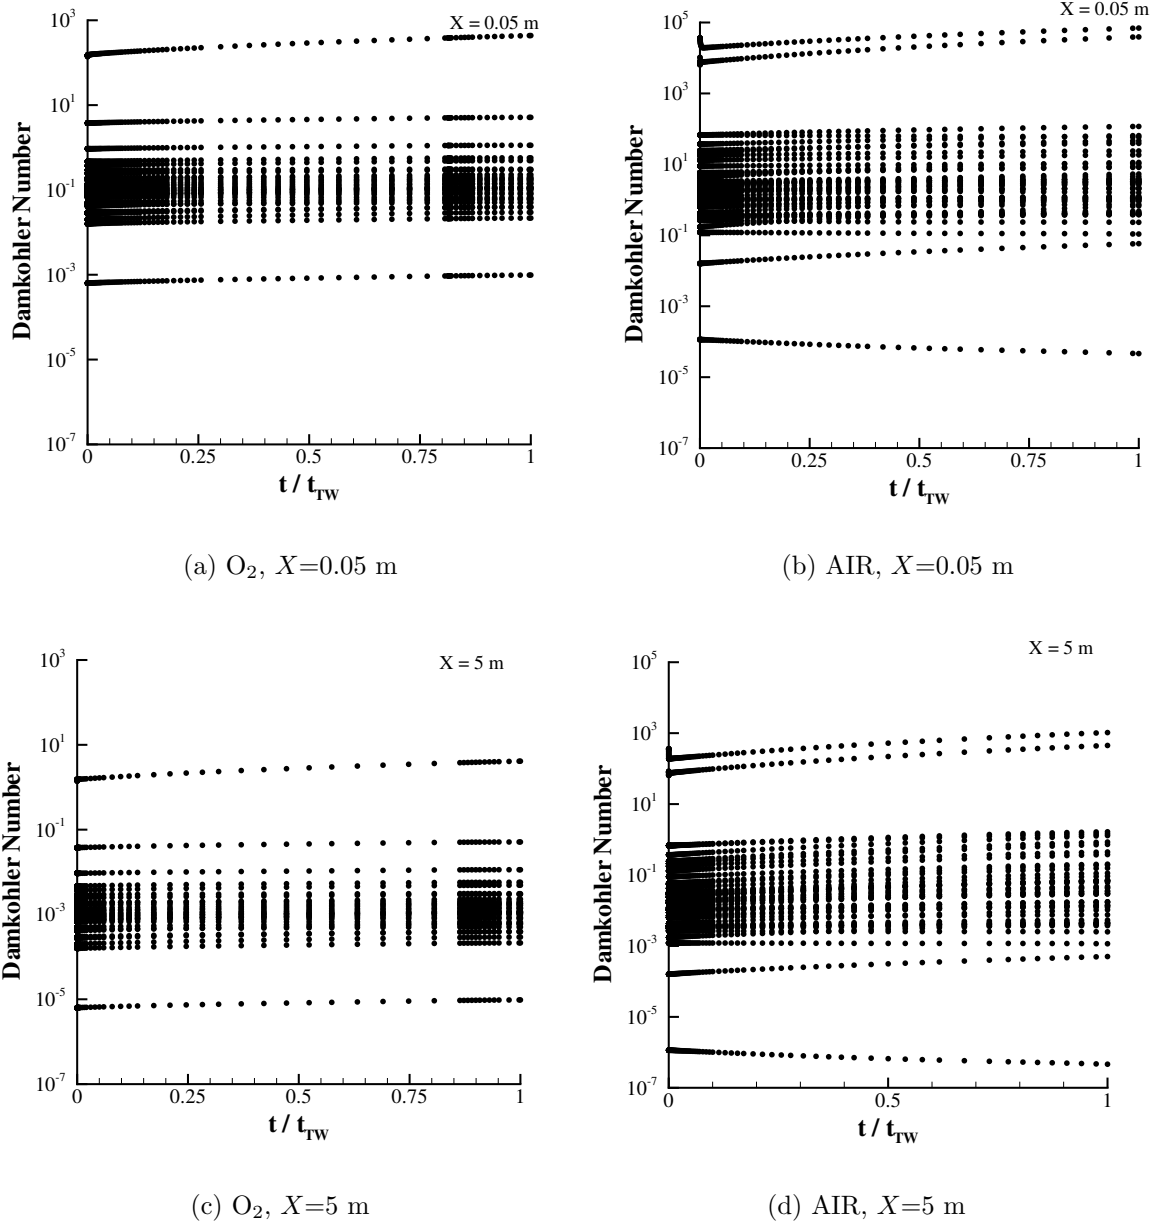 X = 0.05 m
10^3
10^1
10^-1
10^-3
10^-5
10^-7
Damkohler Number
0 0.25 0.5 0.75 1
t / t_TW
(a) O_2, X=0.05 m
X = 0.05 m
10^5
10^3
10^1
10^-1
10^-3
10^-5
10^-7
Damkohler Number
0 0.25 0.5 0.75 1
t / t_TW
(b) AIR, X=0.05 m
X = 5 m
10^3
10^1
10^-1
10^-3
10^-5
10^-7
Damkohler Number
0 0.25 0.5 0.75 1
t / t_TW
(c) O_2, X=5 m
X = 5 m
10^5
10^3
10^1
10^-1
10^-3
10^-5
10^-7
Damkohler Number
0 0.5 1
t / t_TW
(d) AIR, X=5 m